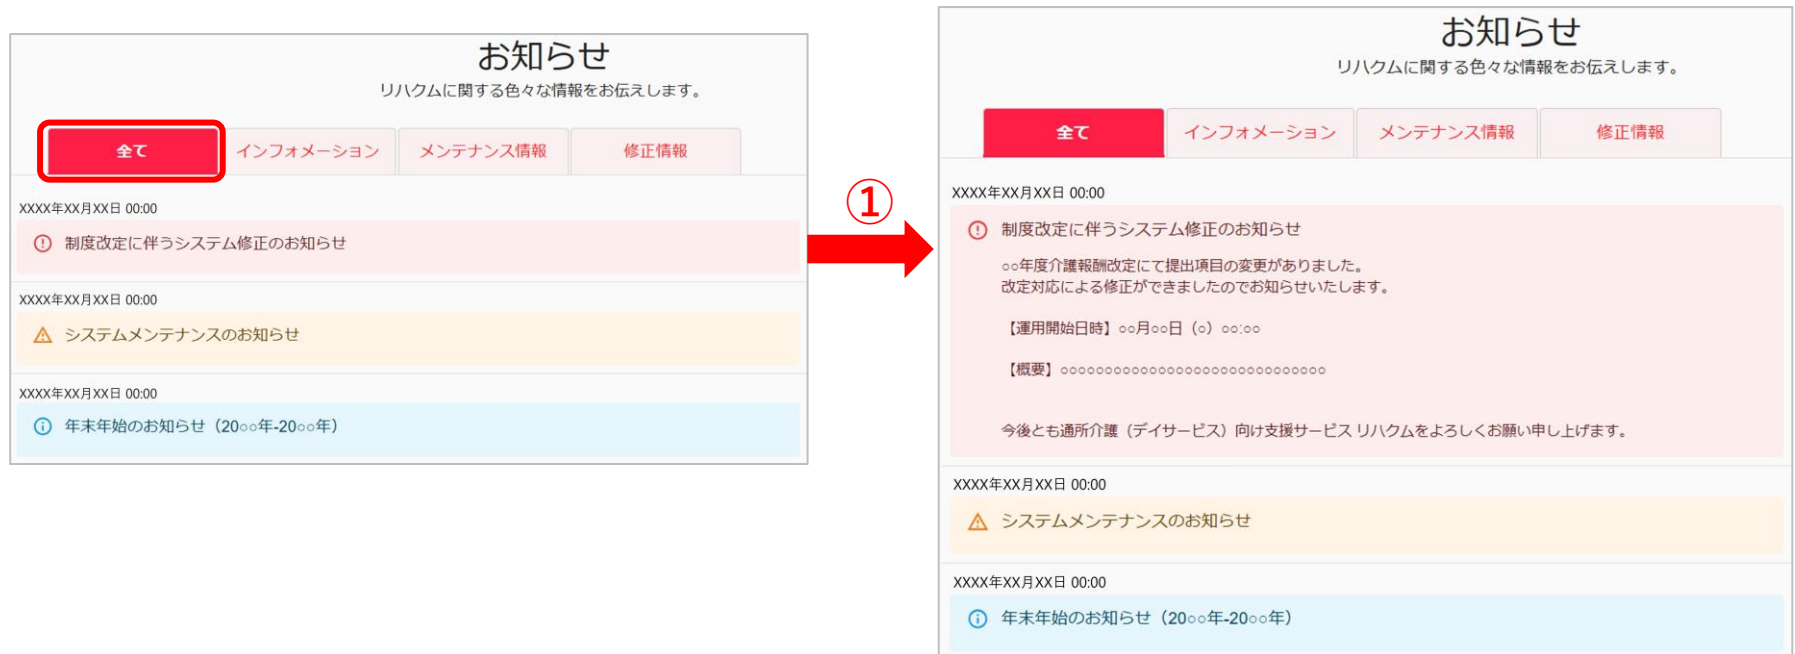 お知らせ
リハクムに関する色々な情報をお伝えします。
全て
インフォメーション
メンテナンス情報
修正情報
XXXX年XX月XX日 00:00
制度改定に伴うシステム修正のお知らせ
XXXX年XX月XX日 00:00
システムメンテナンスのお知らせ
XXXX年XX月XX日 00:00
年末年始のお知らせ（20○○年-20○○年）
①
お知らせ
リハクムに関する色々な情報をお伝えします。
全て
インフォメーション
メンテナンス情報
修正情報
XXXX年XX月XX日 00:00
制度改定に伴うシステム修正のお知らせ
○○年度介護報酬改定にて提出項目の変更がありました。
改定対応による修正ができましたのでお知らせいたします。
【運用開始日時】○○月○○日（○）○○:○○
【概要】○○○○○○○○○○○○○○○○○○○○○○○○○○○○○○
今後とも通所介護（デイサービス）向け支援サービス リハクムをよろしくお願い申し上げます。
XXXX年XX月XX日 00:00
システムメンテナンスのお知らせ
XXXX年XX月XX日 00:00
年末年始のお知らせ（20○○年-20○○年）